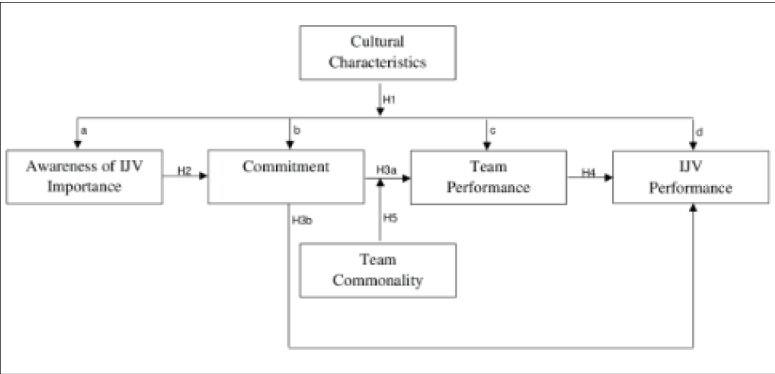 Cultural
Characteristics
H1
a
b
c
d
Awareness of IJV
Importance
H2
Commitment
H3a
Team
Performance
H4
IJV
Performance
H3b
H5
Team
Commonality